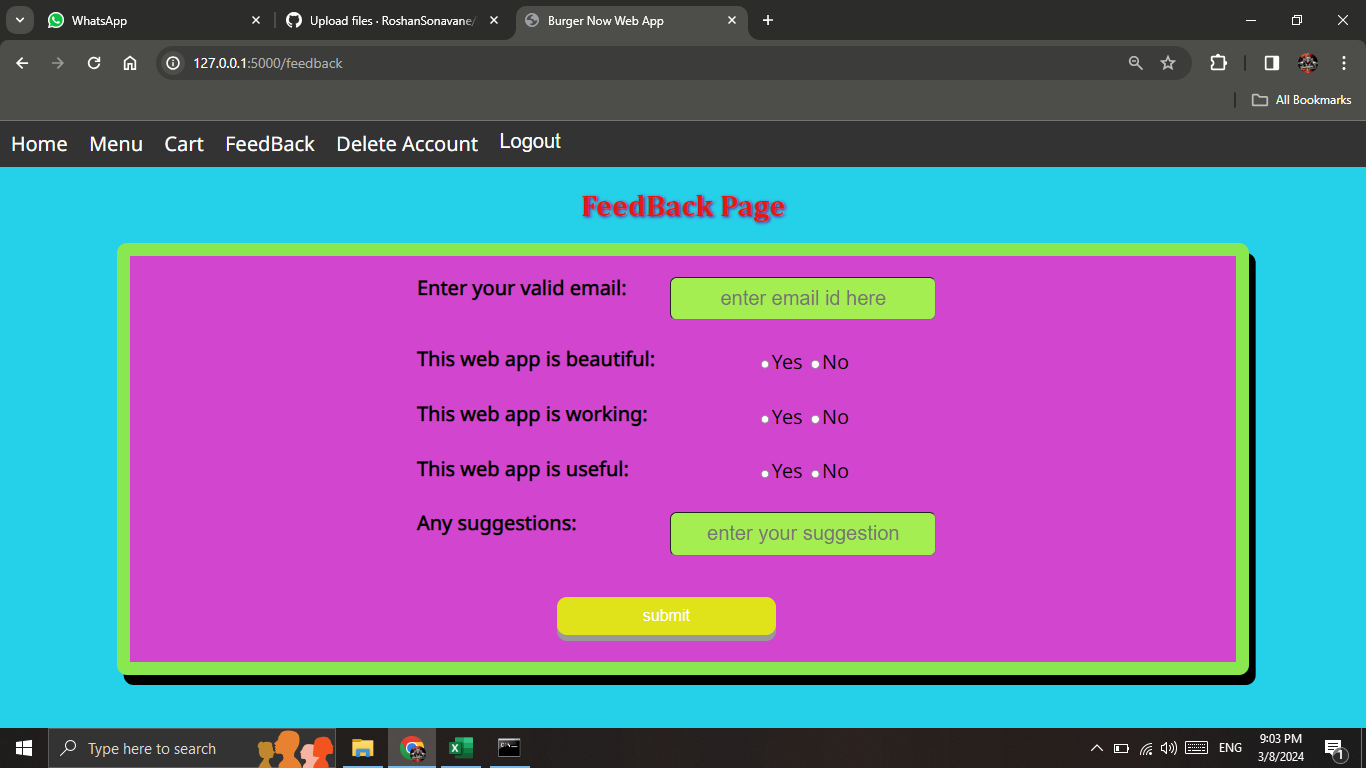 WhatsApp
Upload files · RoshanSonavane/
Burger Now Web App
127.0.0.1:5000/feedback
All Bookmarks
Home Menu Cart FeedBack Delete Account Logout
FeedBack Page
Enter your valid email: enter email id here
This web app is beautiful: Yes No
This web app is working: Yes No
This web app is useful: Yes No
Any suggestions: enter your suggestion
submit
Type here to search
ENG
9:03 PM
3/8/2024
1